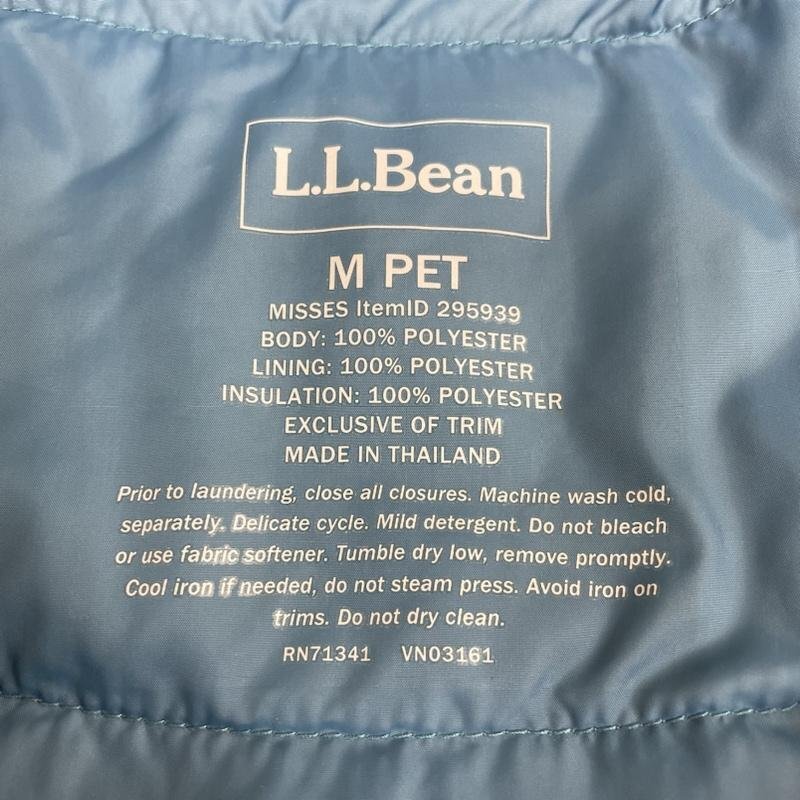 L.L.Bean
M PET
MISSES ItemID 295939
BODY: 100% POLYESTER
LINING: 100% POLYESTER
INSULATION: 100% POLYESTER
EXCLUSIVE OF TRIM
MADE IN THAILAND
Prior to laundering, close all closures. Machine wash cold,
separately. Delicate cycle. Mild detergent. Do not bleach
or use fabric softener. Tumble dry low, remove promptly.
Cool iron if needed, do not steam press. Avoid iron on
trims. Do not dry clean.
RN71341 VN03161